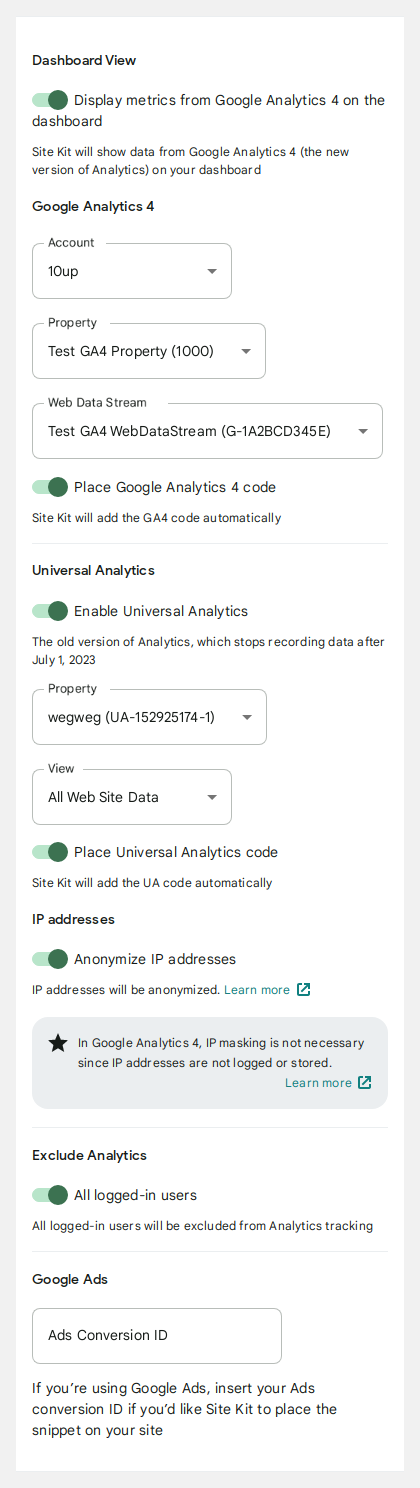 Dashboard View
Display metrics from Google Analytics 4 on the
dashboard
Site Kit will show data from Google Analytics 4 (the new
version of Analytics) on your dashboard
Google Analytics 4
Account
10up
Property
Test GA4 Property (1000)
Web Data Stream
Test GA4 WebDataStream (G-1A2BCD345E)
Place Google Analytics 4 code
Site Kit will add the GA4 code automatically
Universal Analytics
Enable Universal Analytics
The old version of Analytics, which stops recording data after
July 1, 2023
Property
wegweg (UA-152925174-1)
View
All Web Site Data
Place Universal Analytics code
Site Kit will add the UA code automatically
IP addresses
Anonymize IP addresses
IP addresses will be anonymized. Learn more
In Google Analytics 4, IP masking is not necessary
since IP addresses are not logged or stored.
Learn more
Exclude Analytics
All logged-in users
All logged-in users will be excluded from Analytics tracking
Google Ads
Ads Conversion ID
If you’re using Google Ads, insert your Ads
conversion ID if you’d like Site Kit to place the
snippet on your site